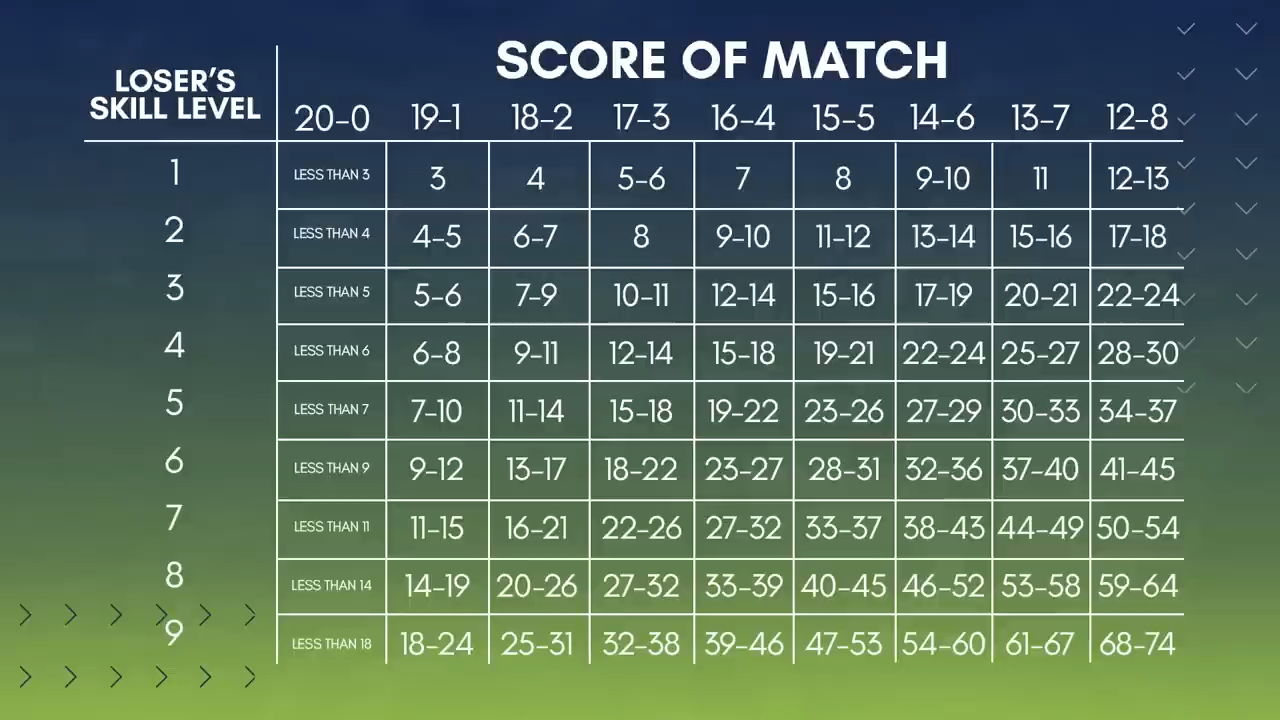 SCORE OF MATCH
LOSER'S
SKILL LEVEL
20-0 19-1 18-2 17-3 16-4 15-5 14-6 13-7 12-8
1 LESS THAN 3 3 4 5-6 7 8 9-10 11 12-13
2 LESS THAN 4 4-5 6-7 8 9-10 11-12 13-14 15-16 17-18
3 LESS THAN 5 5-6 7-9 10-11 12-14 15-16 17-19 20-21 22-24
4 LESS THAN 6 6-8 9-11 12-14 15-18 19-21 22-24 25-27 28-30
5 LESS THAN 7 7-10 11-14 15-18 19-22 23-26 27-29 30-33 34-37
6 LESS THAN 9 9-12 13-17 18-22 23-27 28-31 32-36 37-40 41-45
7 LESS THAN 11 11-15 16-21 22-26 27-32 33-37 38-43 44-49 50-54
8 LESS THAN 14 14-19 20-26 27-32 33-39 40-45 46-52 53-58 59-64
9 LESS THAN 18 18-24 25-31 32-38 39-46 47-53 54-60 61-67 68-74